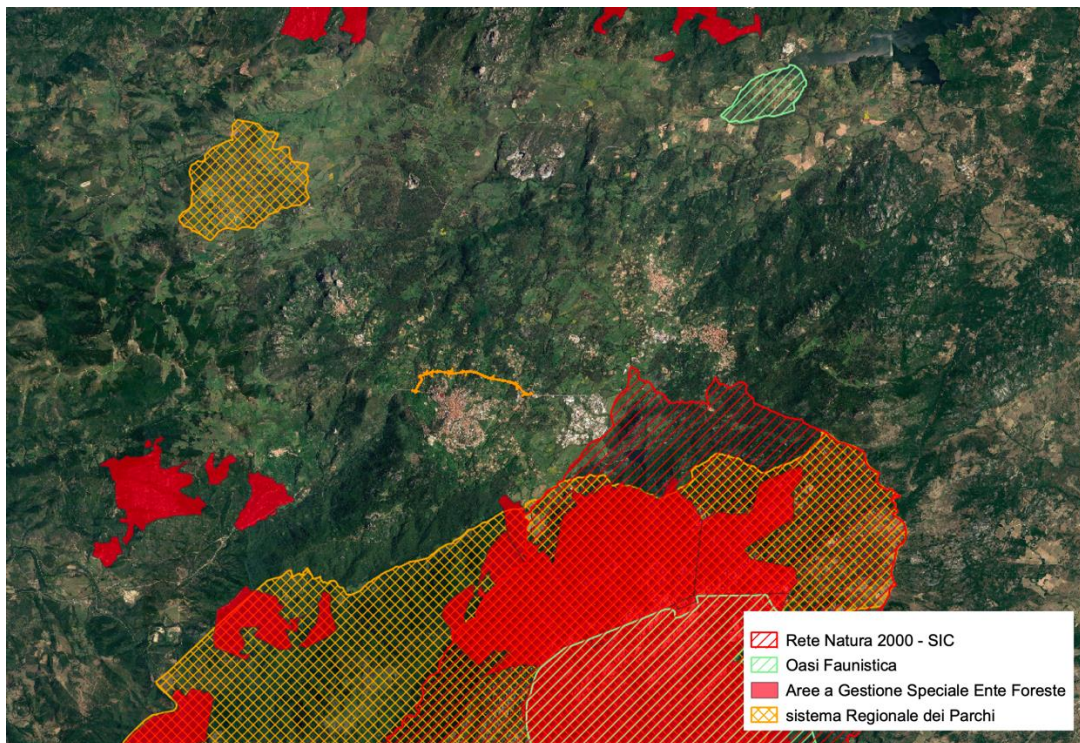 Rete Natura 2000 - SIC
Oasi Faunistica
Aree a Gestione Speciale Ente Foreste
sistema Regionale dei Parchi